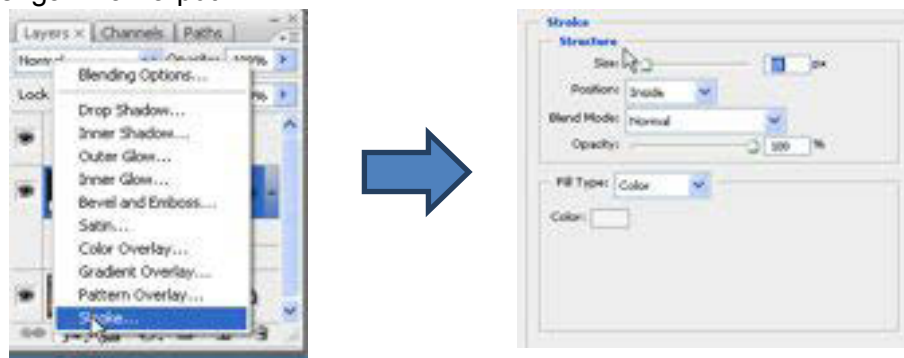 Layers × Channels Paths
Opacity: 100%
Lock
Blending Options...
Drop Shadow...
Inner Shadow...
Outer Glow...
Inner Glow...
Bevel and Emboss...
Satin...
Color Overlay...
Gradient Overlay...
Pattern Overlay...
Stroke...
Stroke
Structure
Size: px
Position: Inside
Blend Mode: Normal
Opacity: 100 %
Fill Type: Color
Color: